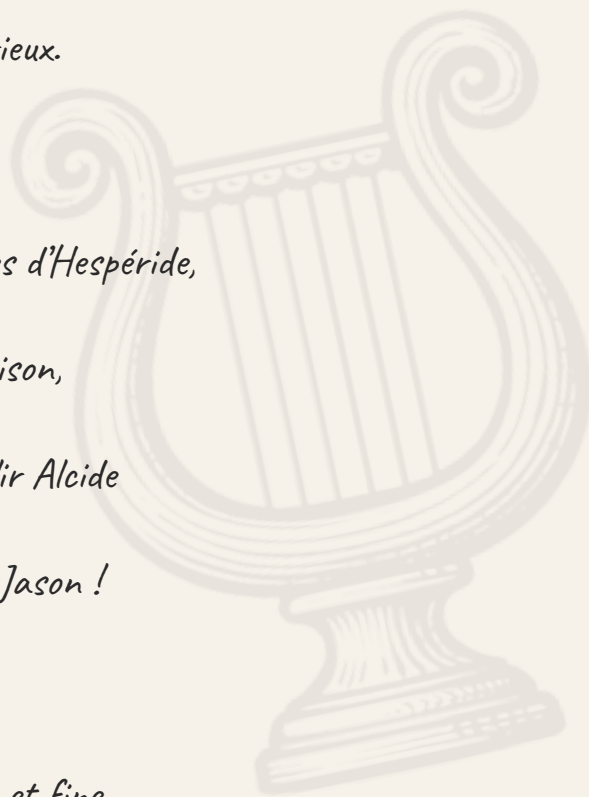 ieux.
s d'Hespéride,
ison,
ir Alcide
Jason !
et fine